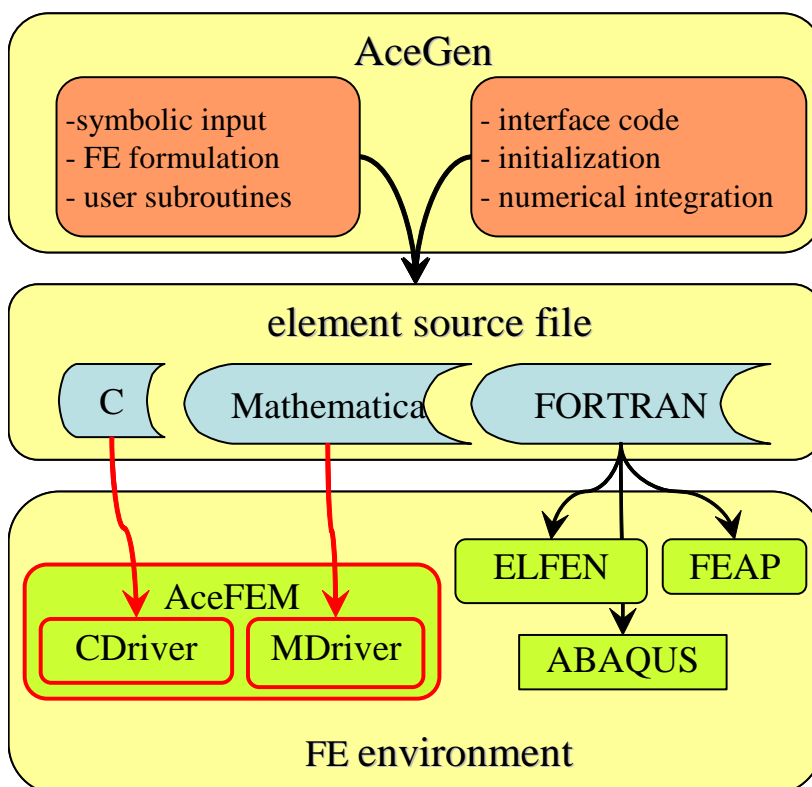 AceGen
-symbolic input
- FE formulation
- user subroutines
- interface code
- initialization
- numerical integration
element source file
C
Mathematica
FORTRAN
ELFEN
FEAP
AceFEM
CDriver
MDriver
ABAQUS
FE environment